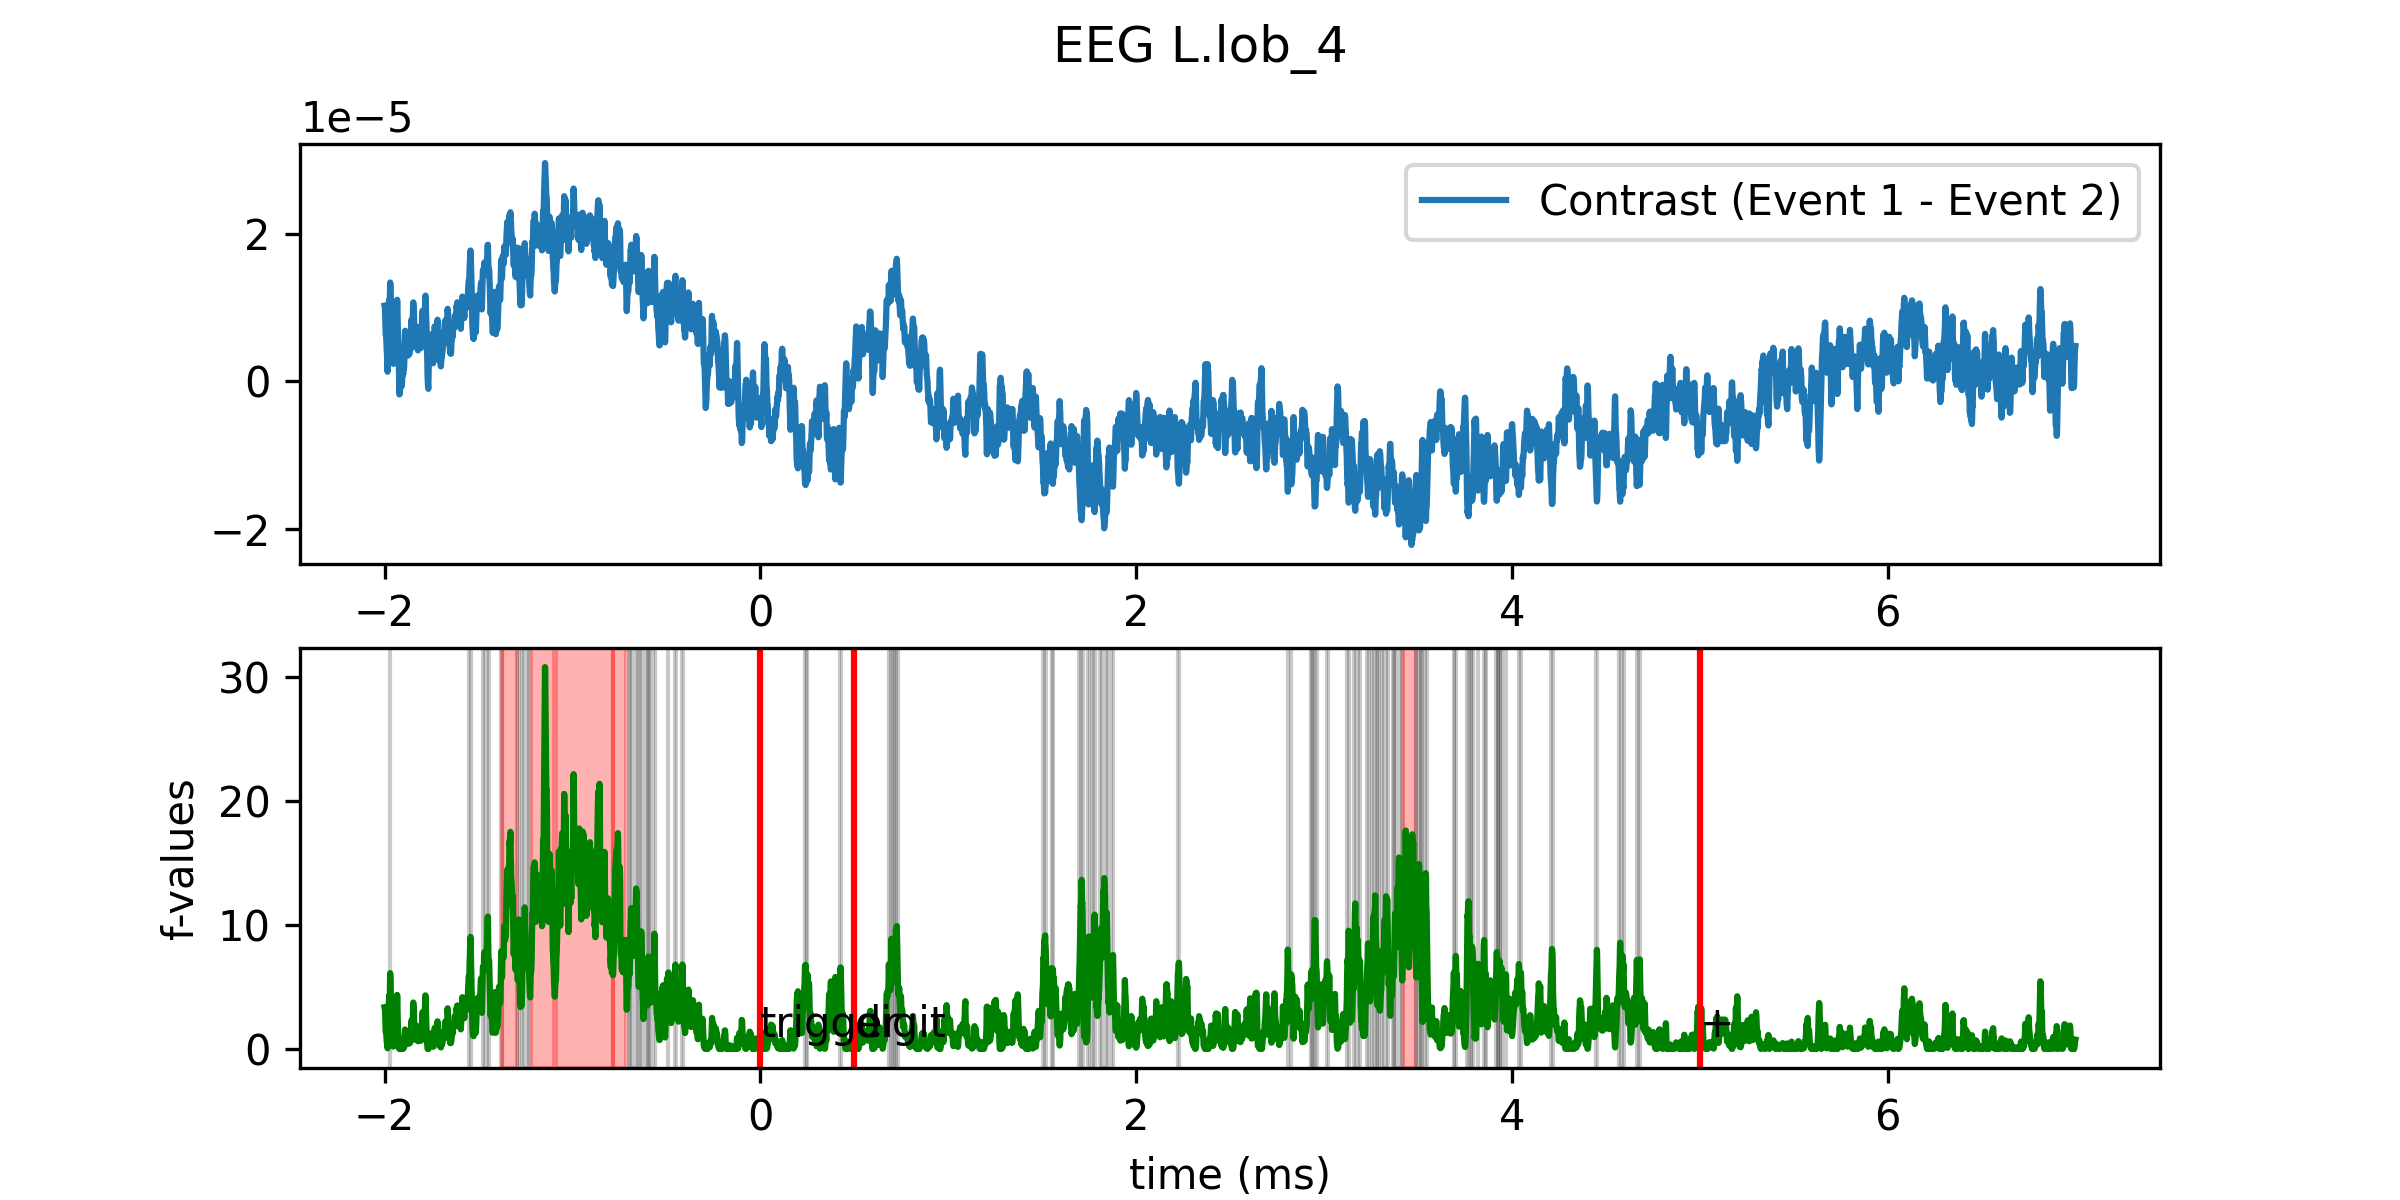 EEG L.lob_4
1e−5
Contrast (Event 1 - Event 2)
2
0
−2
−2 0 2 4 6
f-values
30
20
10
0
trigger
digit
+
−2 0 2 4 6
time (ms)